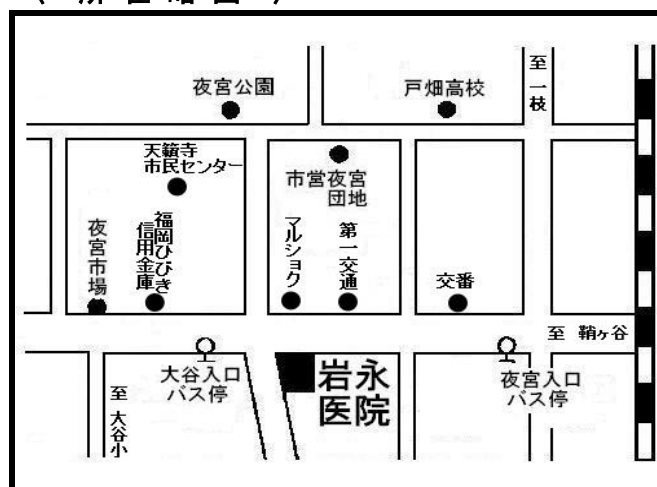 至 一枝
夜宮公園
戸畑高校
天籟寺
市民センター
市営夜宮
団地
夜宮市場
福岡ひびき
信用金庫
マルショク
第一交通
交番
至 鞘ヶ谷
大谷入口
バス停
岩永
医院
夜宮入口
バス停
至 大谷小